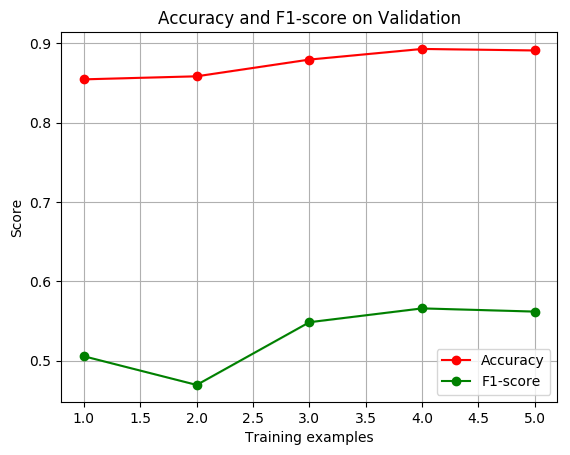 Accuracy and F1-score on Validation
0.9
0.8
0.7
0.6
0.5
Score
Accuracy
F1-score
1.0 1.5 2.0 2.5 3.0 3.5 4.0 4.5 5.0
Training examples